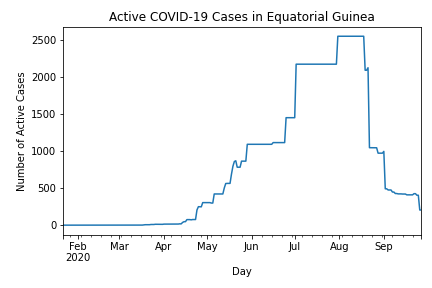 Active COVID-19 Cases in Equatorial Guinea
Number of Active Cases
2500
2000
1500
1000
500
0
Feb Mar Apr May Jun Jul Aug Sep
2020
Day